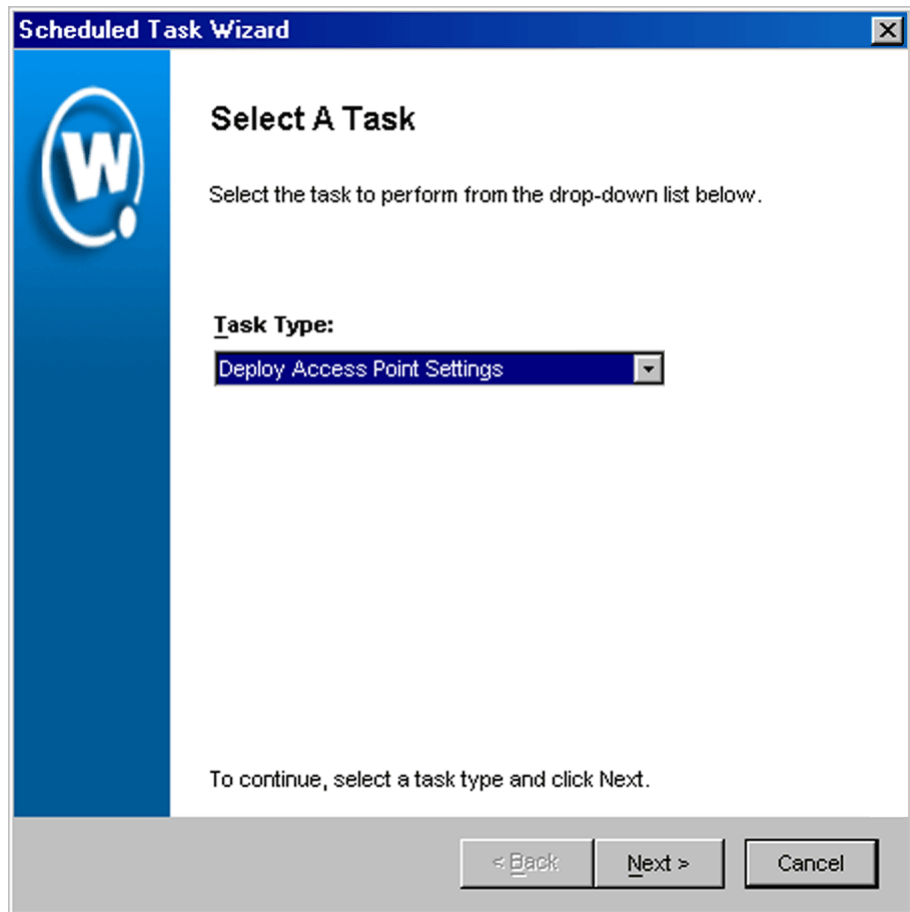 Scheduled Task Wizard
W
Select A Task
Select the task to perform from the drop-down list below.
Task Type:
Deploy Access Point Settings
To continue, select a task type and click Next.
< Back
Next >
Cancel